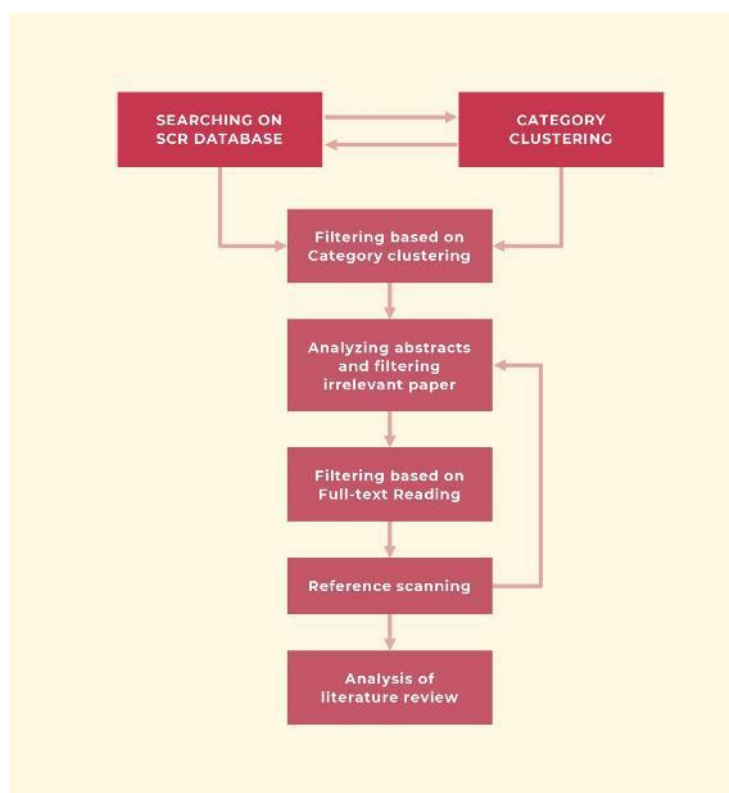 SEARCHING ON
SCR DATABASE
CATEGORY
CLUSTERING
Filtering based on
Category clustering
Analyzing abstracts
and filtering
irrelevant paper
Filtering based on
Full-text Reading
Reference scanning
Analysis of
literature review